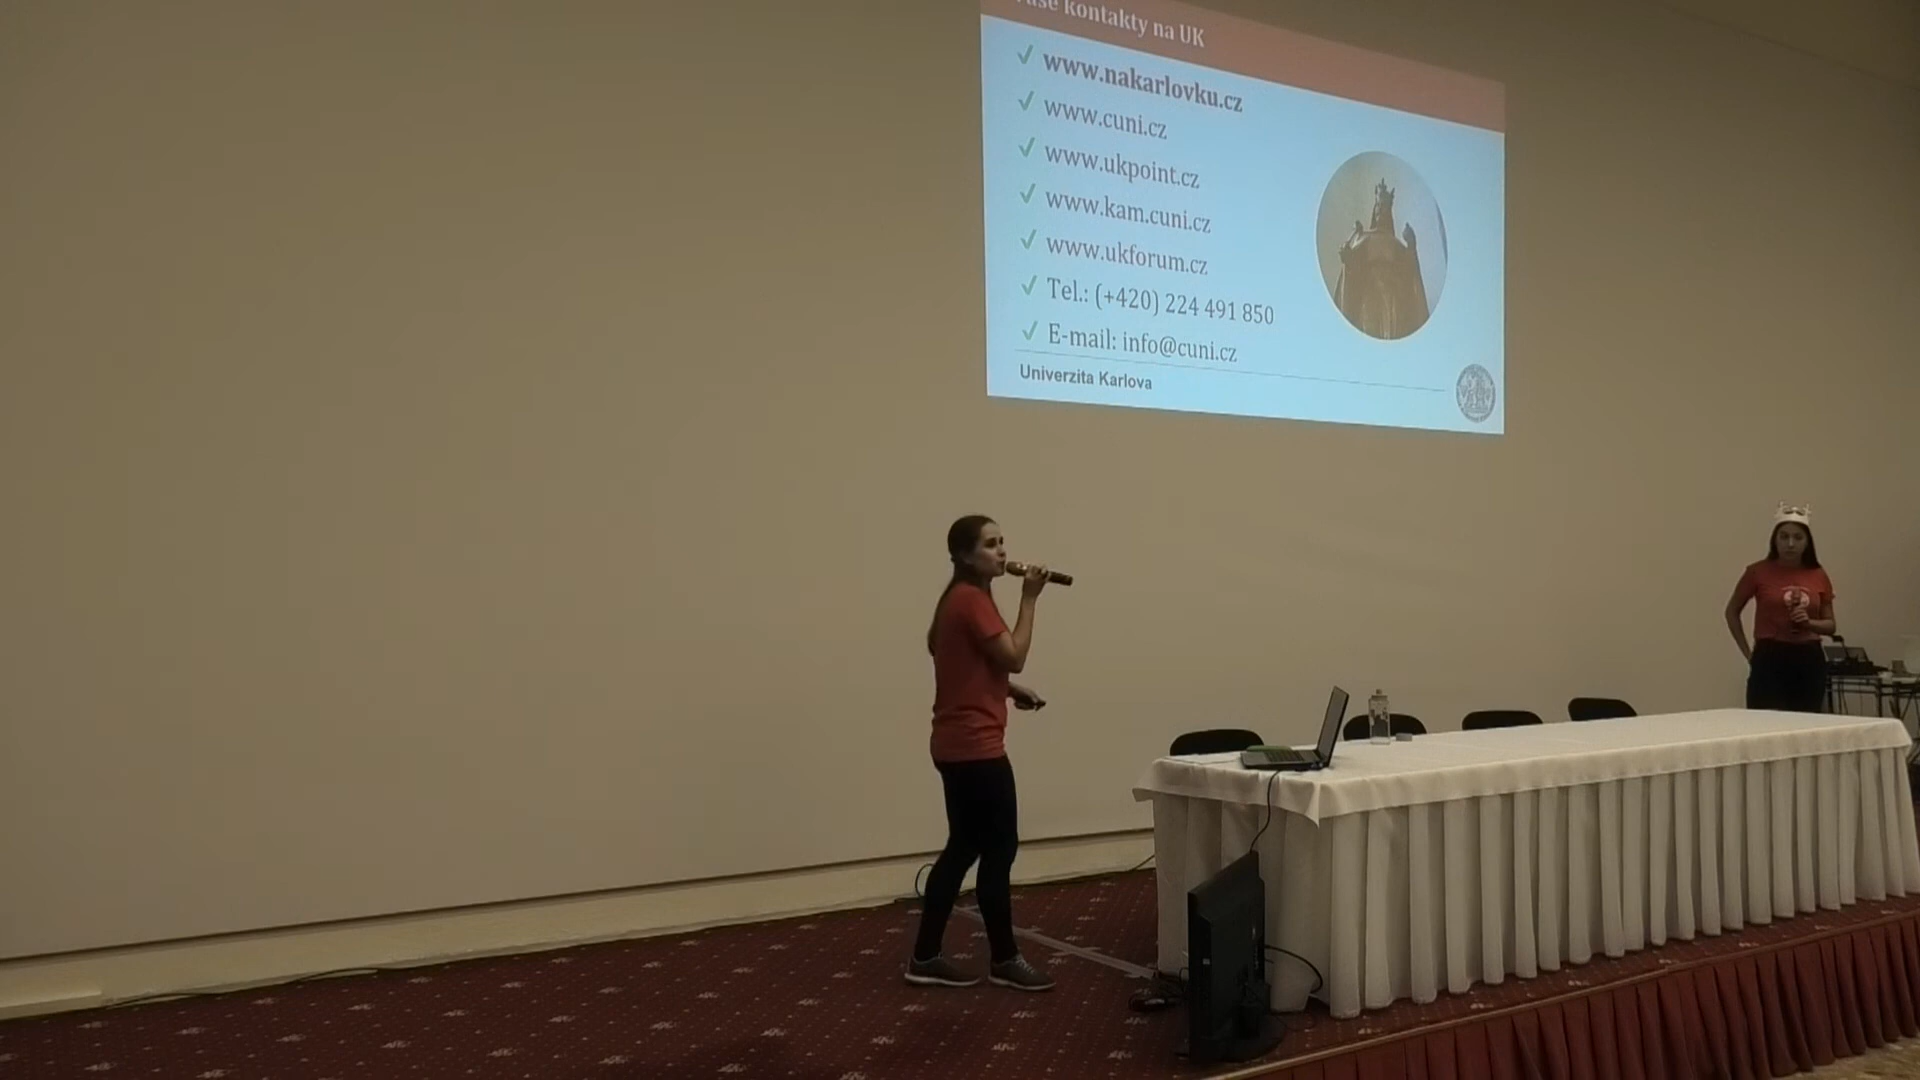 kontakty na UK
✓ www.nakarlovku.cz
✓ www.cuni.cz
✓ www.ukpoint.cz
✓ www.kam.cuni.cz
✓ www.ukforum.cz
✓ Tel.: (+420) 224 491 850
✓ E-mail: info@cuni.cz
Univerzita Karlova